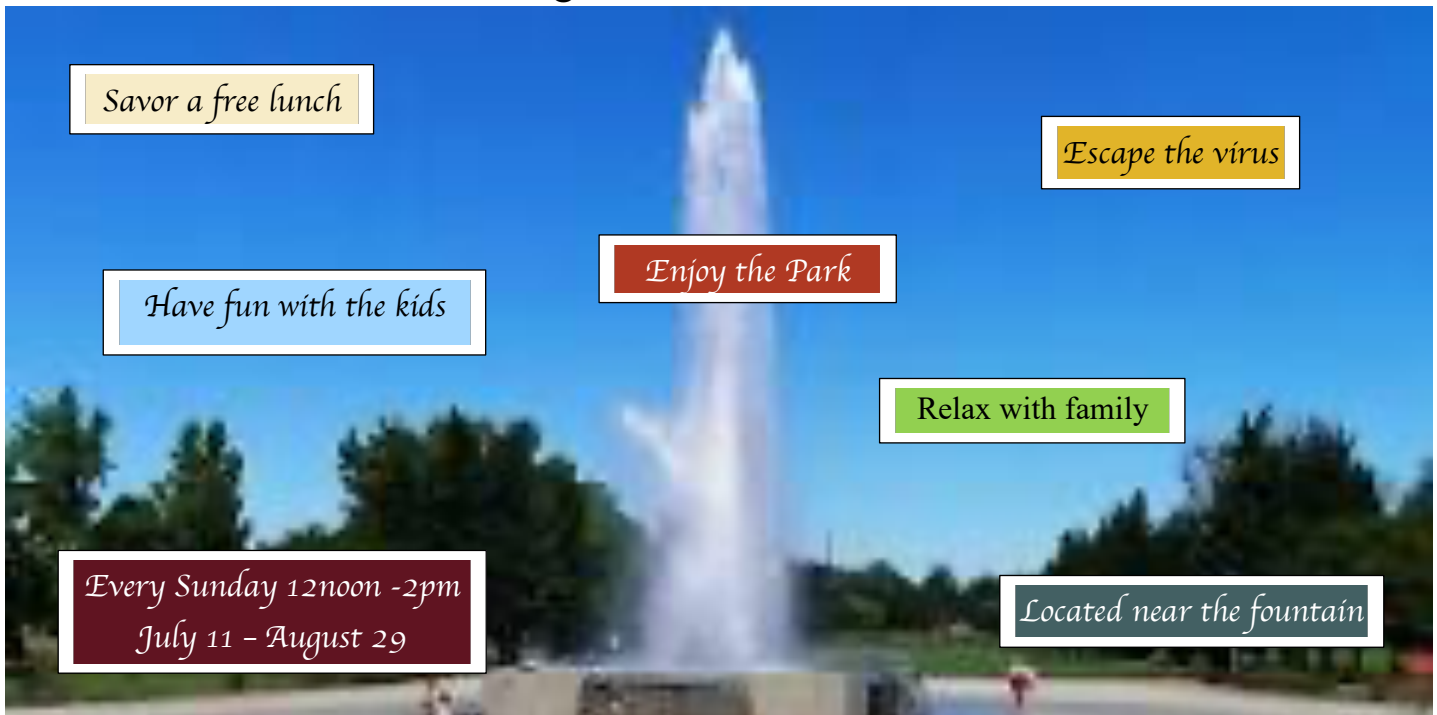 Savor a free lunch
Escape the virus
Enjoy the Park
Have fun with the kids
Relax with family
Every Sunday 12noon -2pm
July 11 – August 29
Located near the fountain